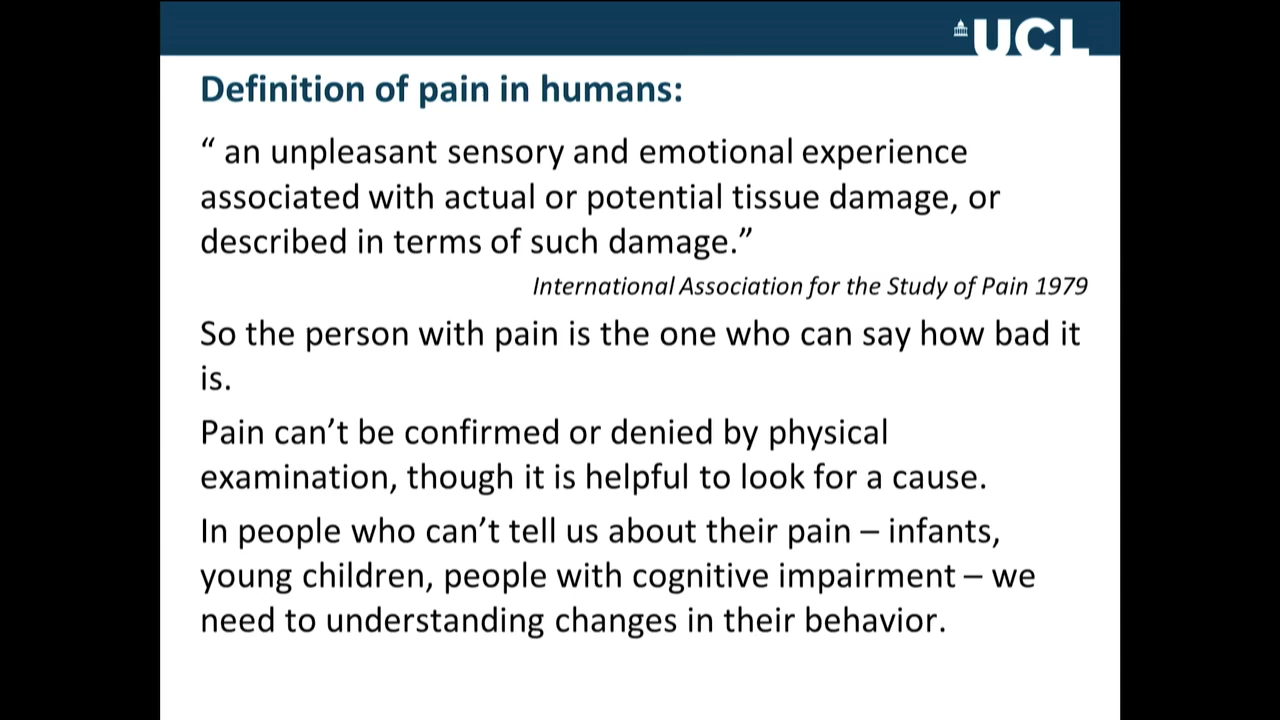 UCL
Definition of pain in humans:
“ an unpleasant sensory and emotional experience
associated with actual or potential tissue damage, or
described in terms of such damage.”
International Association for the Study of Pain 1979
So the person with pain is the one who can say how bad it
is.
Pain can’t be confirmed or denied by physical
examination, though it is helpful to look for a cause.
In people who can’t tell us about their pain – infants,
young children, people with cognitive impairment – we
need to understanding changes in their behavior.